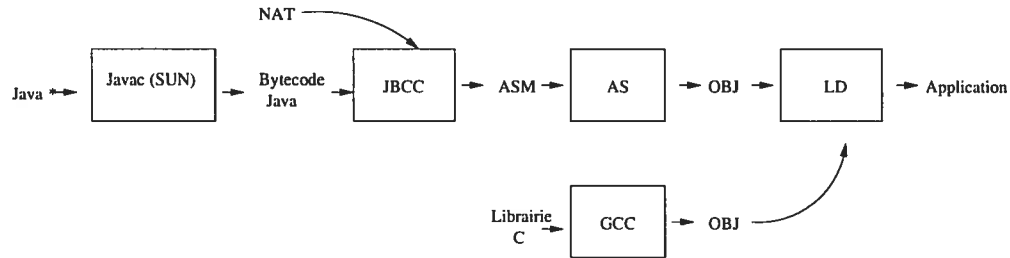 NAT
Java *
Javac (SUN)
Bytecode
Java
JBCC
ASM
AS
OBJ
LD
Application
Librairie
C
GCC
OBJ